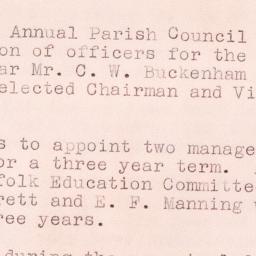 Annual Parish Council
on of officers for the
ar Mr. C. W. Buckenham
elected Chairman and Vi
s to appoint two manage
or a three year term.
folk Education Committe
rett and E. F. Manning
ree years.
during the